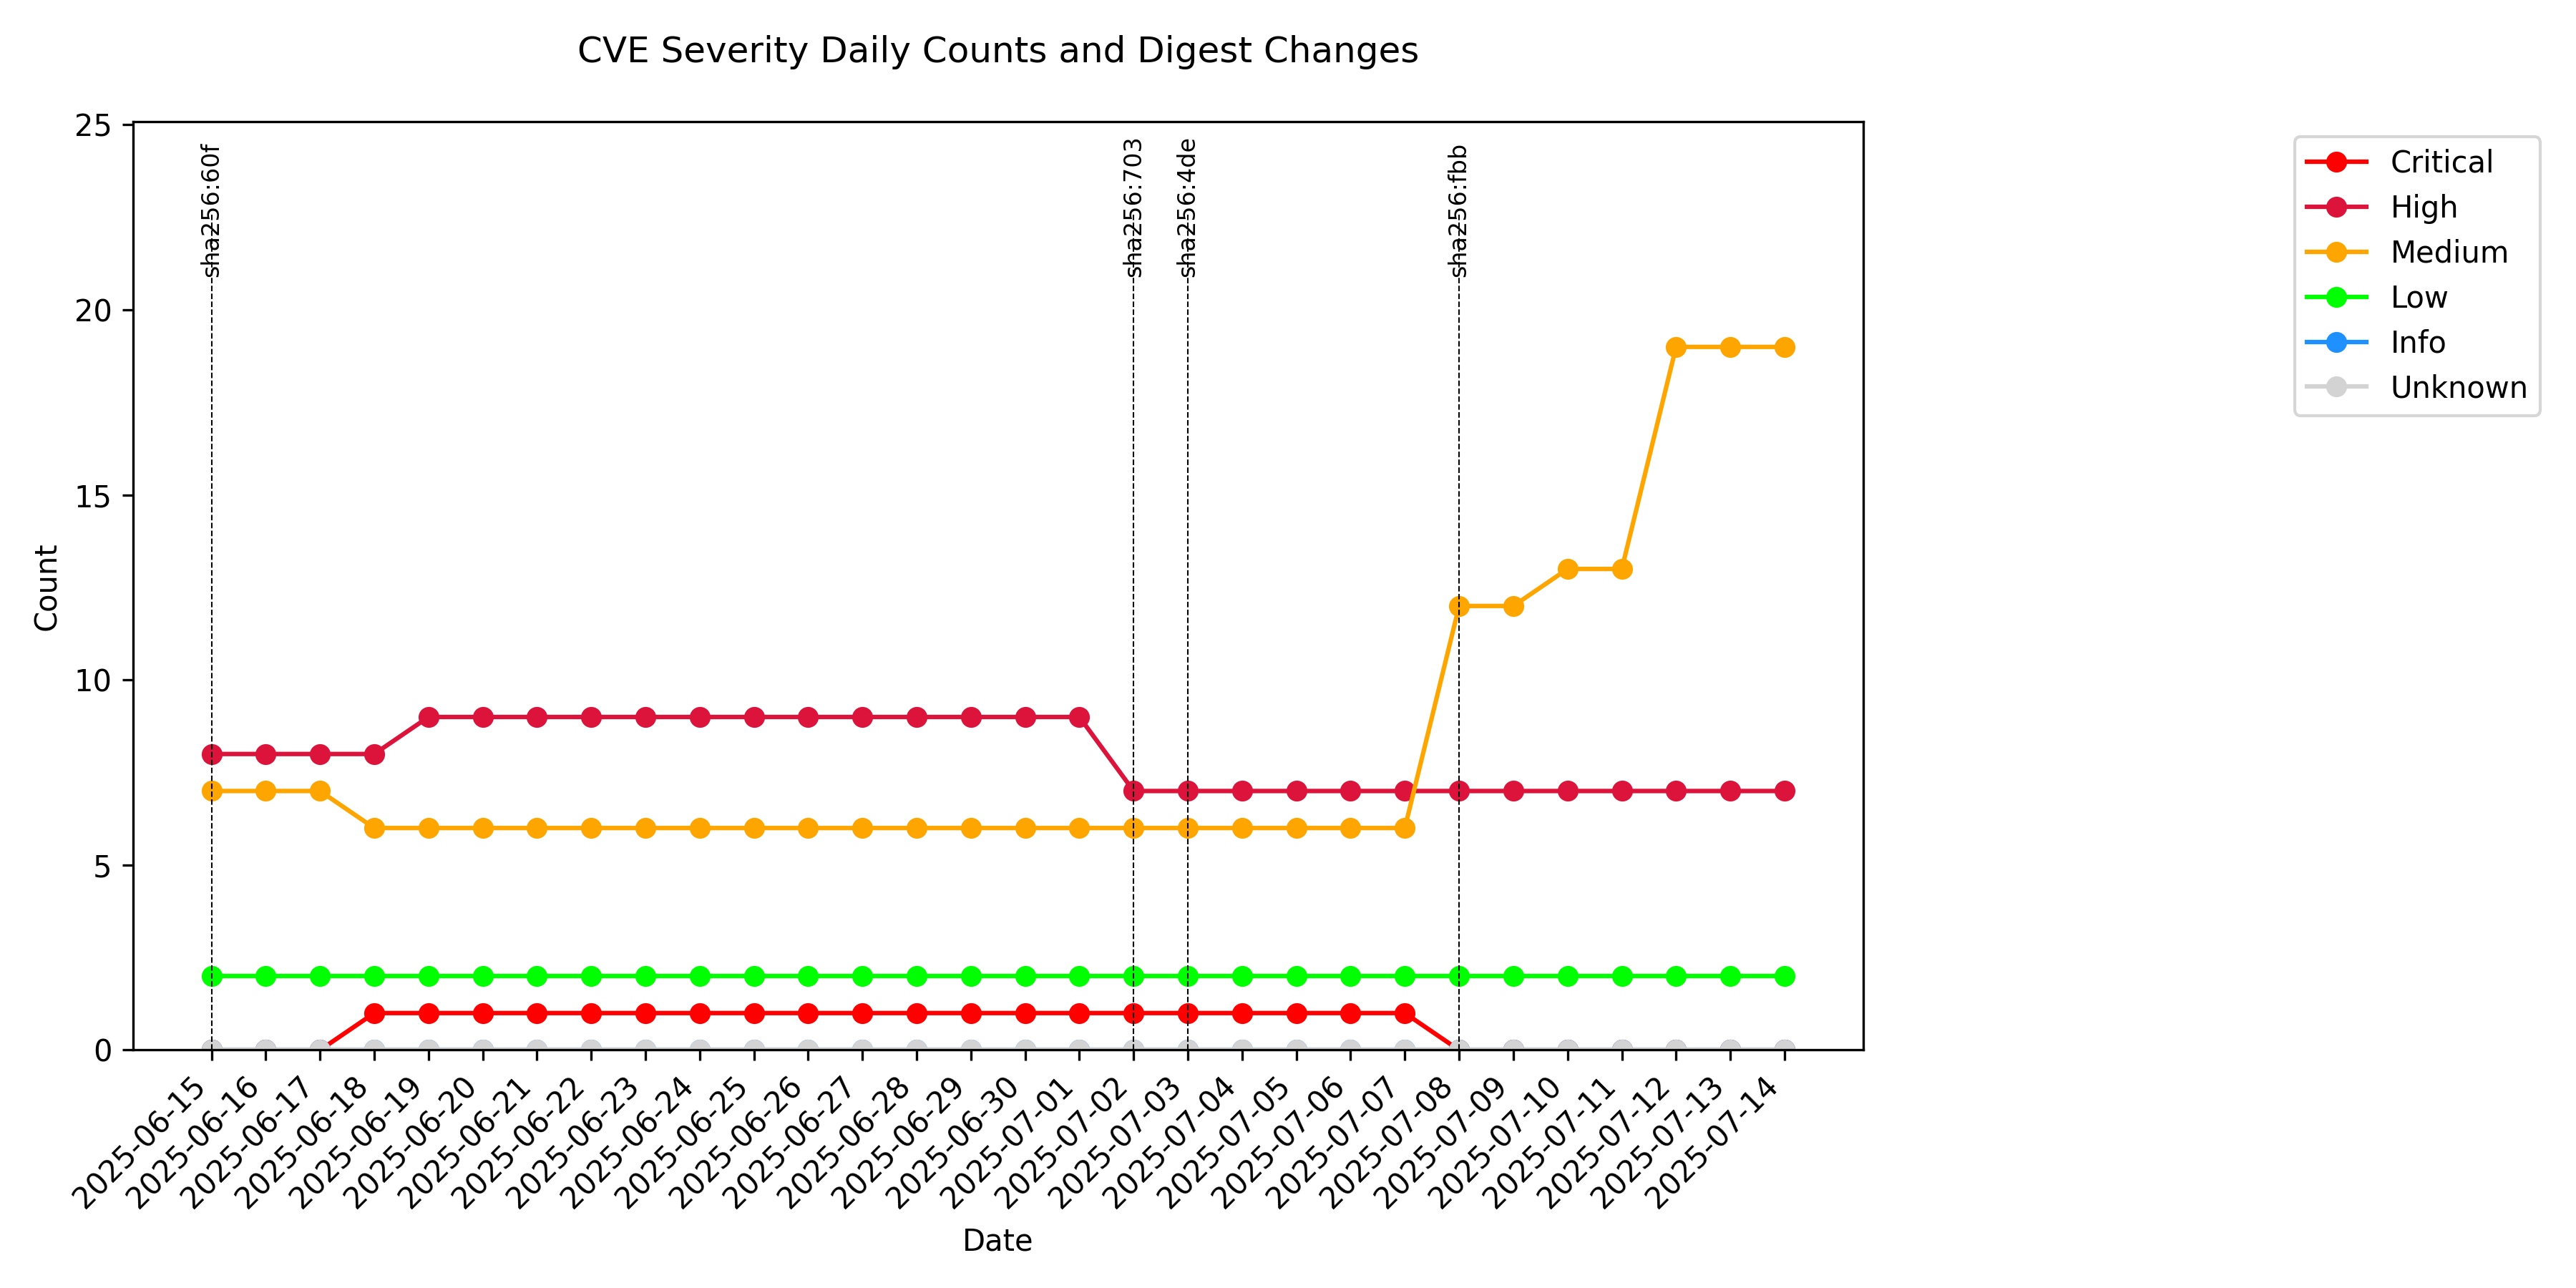 CVE Severity Daily Counts and Digest Changes
25
20
15
10
5
0
Count
sha256:60f
sha256:703
sha256:4de
sha256:fbb
Critical
High
Medium
Low
Info
Unknown
2025-06-15
2025-06-16
2025-06-17
2025-06-18
2025-06-19
2025-06-20
2025-06-21
2025-06-22
2025-06-23
2025-06-24
2025-06-25
2025-06-26
2025-06-27
2025-06-28
2025-06-29
2025-06-30
2025-07-01
2025-07-02
2025-07-03
2025-07-04
2025-07-05
2025-07-06
2025-07-07
2025-07-08
2025-07-09
2025-07-10
2025-07-11
2025-07-12
2025-07-13
2025-07-14
Date